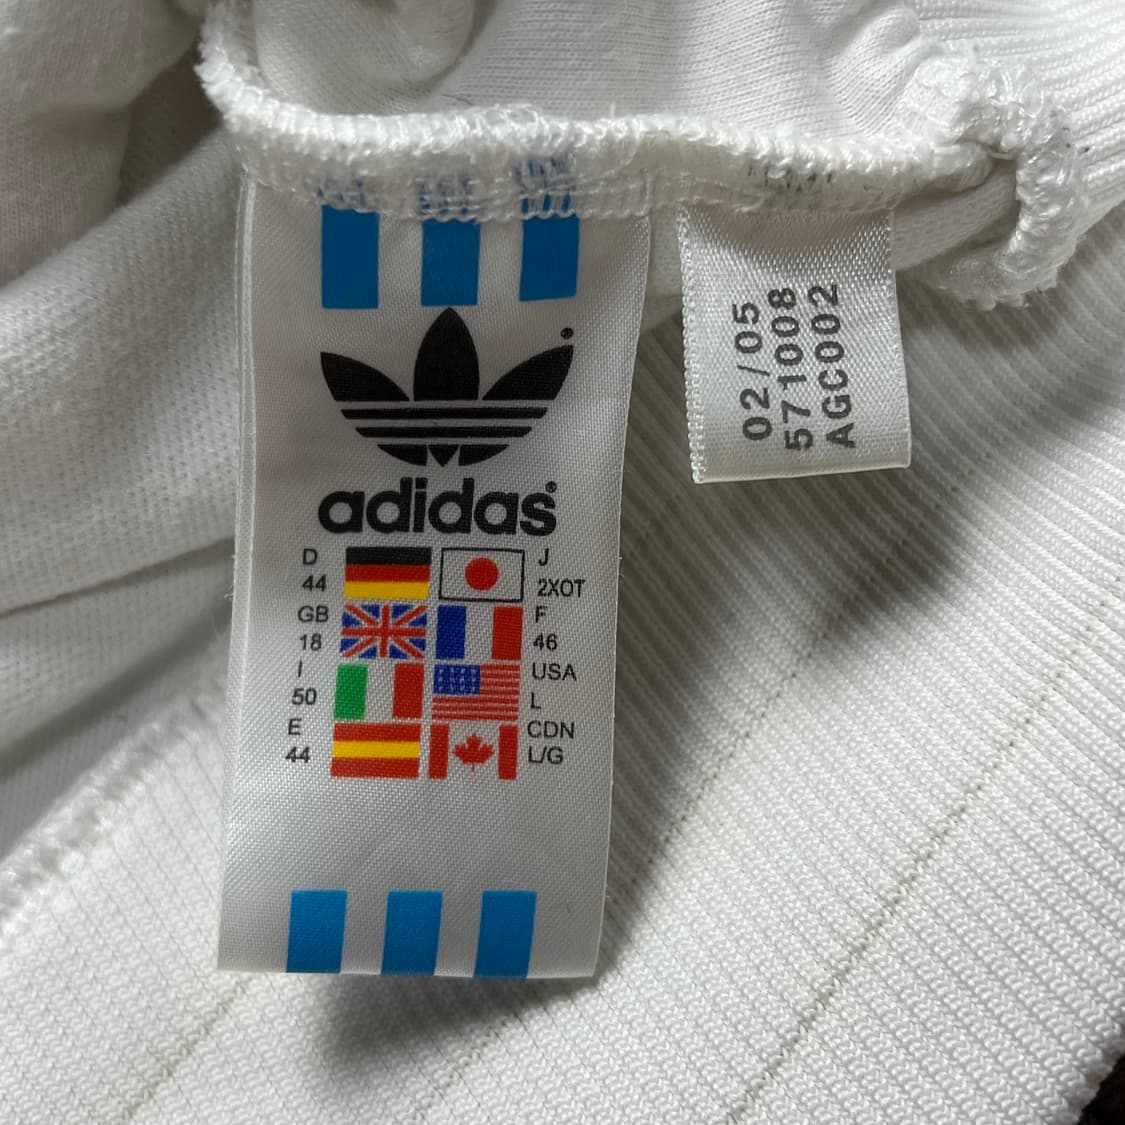 adidas®
D
44
J
2XOT
GB
18
F
46
I
50
USA
L
E
44
CDN
L/G
02/05
571008
AGC002